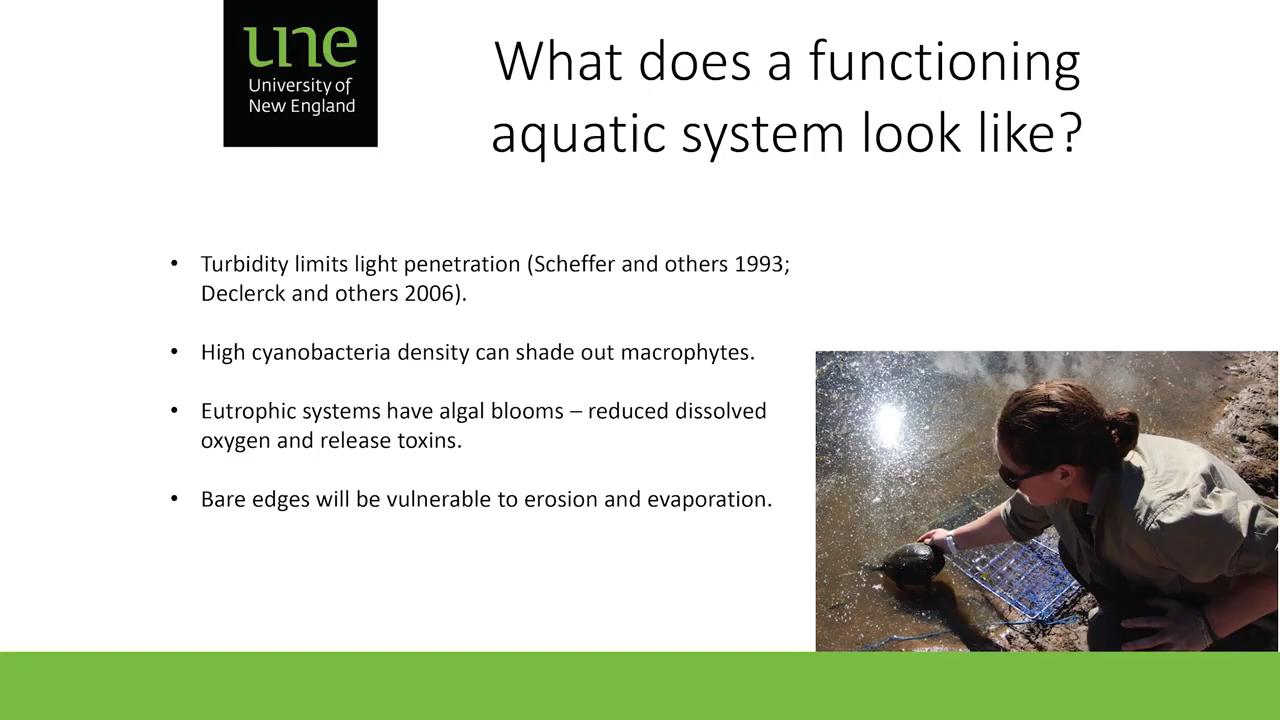 une
University of
New England
What does a functioning
aquatic system look like?
• Turbidity limits light penetration (Scheffer and others 1993;
Declerck and others 2006).
• High cyanobacteria density can shade out macrophytes.
• Eutrophic systems have algal blooms – reduced dissolved
oxygen and release toxins.
• Bare edges will be vulnerable to erosion and evaporation.